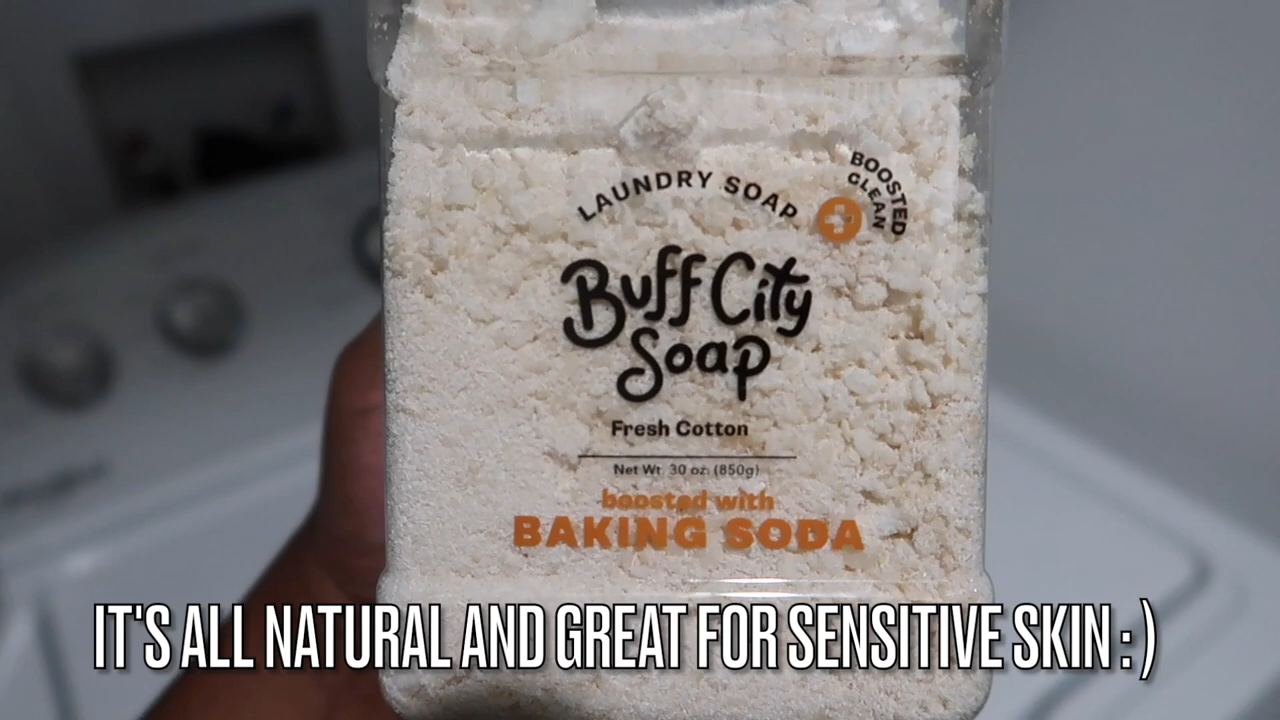 LAUNDRY SOAP
BOOSTED
CLEAN
Buff City
Soap
Fresh Cotton
Net Wt. 30 oz. (850g)
boosted with
BAKING SODA
IT'S ALL NATURAL AND GREAT FOR SENSITIVE SKIN : )